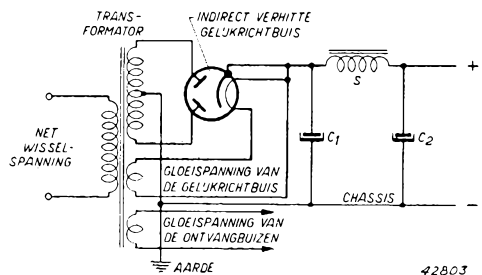 TRANS-
FORMATOR
INDIRECT VERHITTE
GELIJKRICHTBUIS
+
S
NET
WISSEL-
SPANNING
C1
C2
GLOEISPANNING VAN
DE GELIJKRICHTBUIS
CHASSIS
−
GLOEISPANNING VAN
DE ONTVANGBUIZEN
AARDE
42803